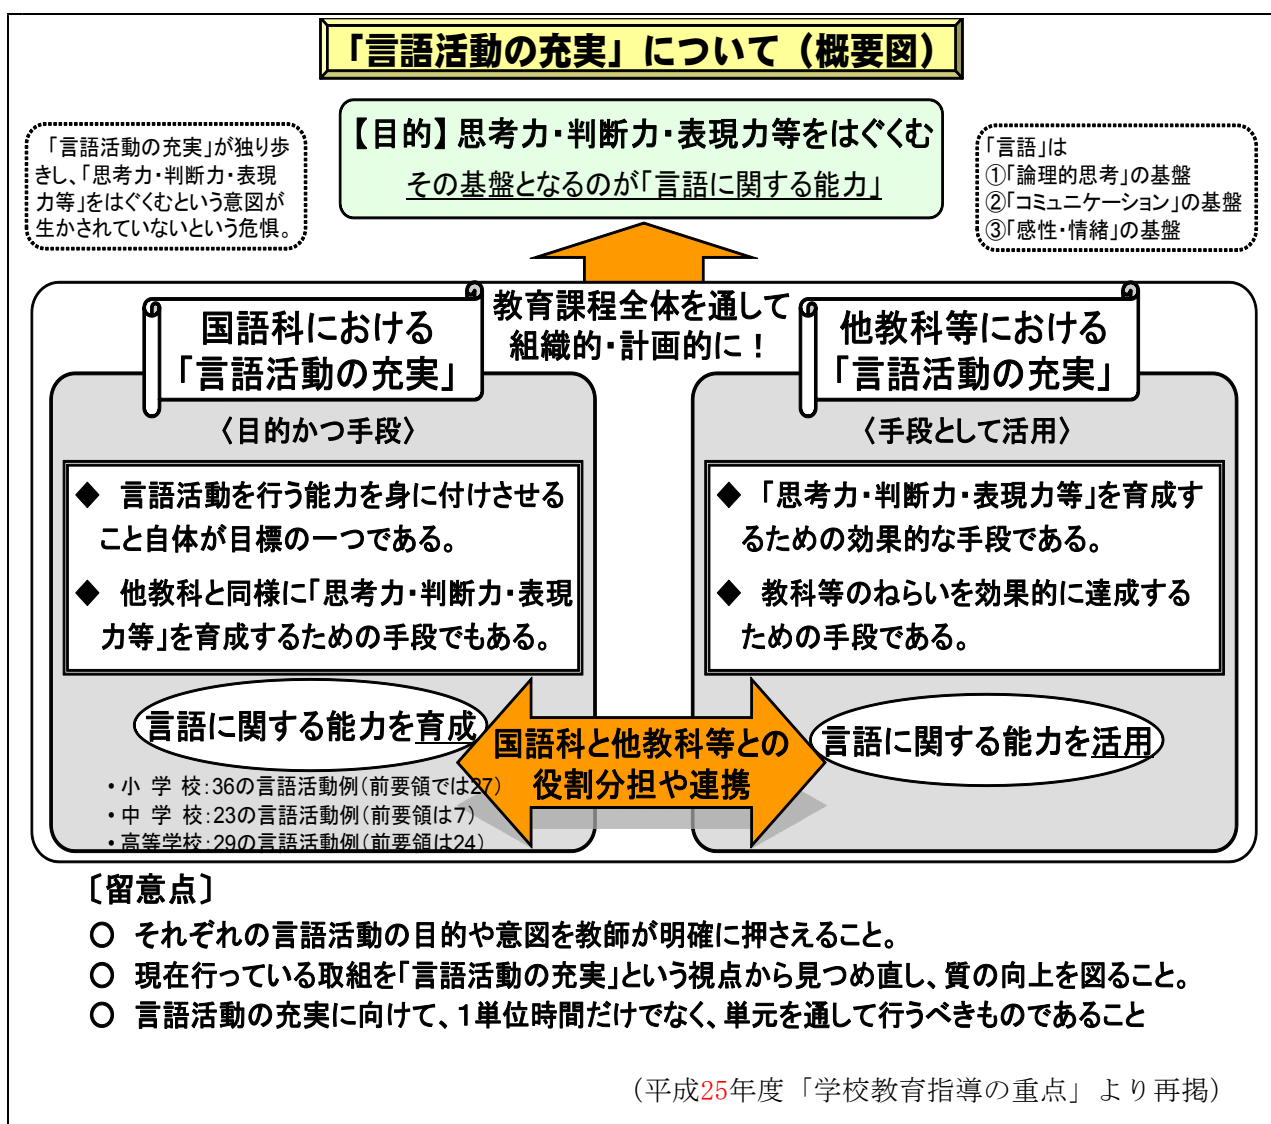 「言語活動の充実」について（概要図）
【目的】思考力・判断力・表現力等をはぐくむ
その基盤となるのが「言語に関する能力」
「言語活動の充実」が独り歩
きし、「思考力・判断力・表現
力等」をはぐくむという意図が
生かされていないという危惧。
「言語」は
①「論理的思考」の基盤
②「コミュニケーション」の基盤
③「感性・情緒」の基盤
教育課程全体を通して
組織的・計画的に！
国語科における
「言語活動の充実」
〈目的かつ手段〉
◆ 言語活動を行う能力を身に付けさせる
こと自体が目標の一つである。
◆ 他教科と同様に「思考力・判断力・表現
力等」を育成するための手段でもある。
言語に関する能力を育成
・小 学 校：36の言語活動例（前要領では27）
・中 学 校：23の言語活動例（前要領は7）
・高等学校：29の言語活動例（前要領は24）
国語科と他教科等との
役割分担や連携
他教科等における
「言語活動の充実」
〈手段として活用〉
◆ 「思考力・判断力・表現力等」を育成す
るための効果的な手段である。
◆ 教科等のねらいを効果的に達成する
ための手段である。
言語に関する能力を活用
〔留意点〕
○ それぞれの言語活動の目的や意図を教師が明確に押さえること。
○ 現在行っている取組を「言語活動の充実」という視点から見つめ直し、質の向上を図ること。
○ 言語活動の充実に向けて、1単位時間だけでなく、単元を通して行うべきものであること
（平成25年度「学校教育指導の重点」より再掲）